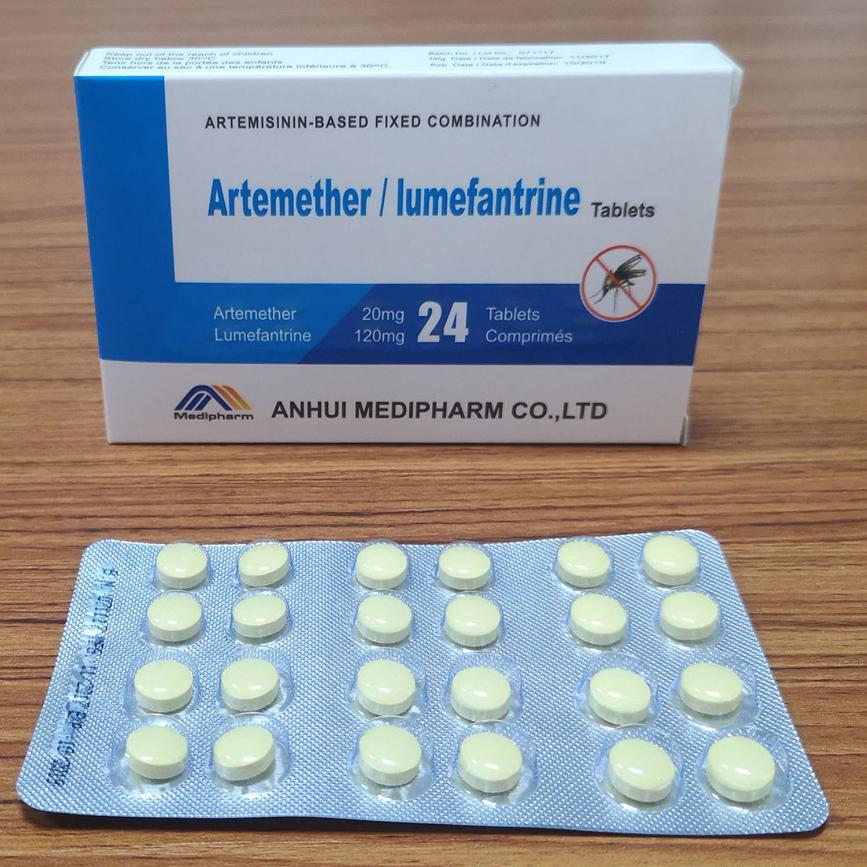 Keep out of the reach of children
Store dry below 30°C
Tenir hors de la portée des enfants
Conserver au sec à une température inférieure à 30°C.
Batch No. / Lot No.: 071117
Mfg. Date / Date de fabrication: 11/2017
Exp. Date / Date d'expiration: 10/2019
ARTEMISININ-BASED FIXED COMBINATION
Artemether / lumefantrine Tablets
Artemether 20mg 24 Tablets
Lumefantrine 120mg Comprimés
Medipharm ANHUI MEDIPHARM CO.,LTD